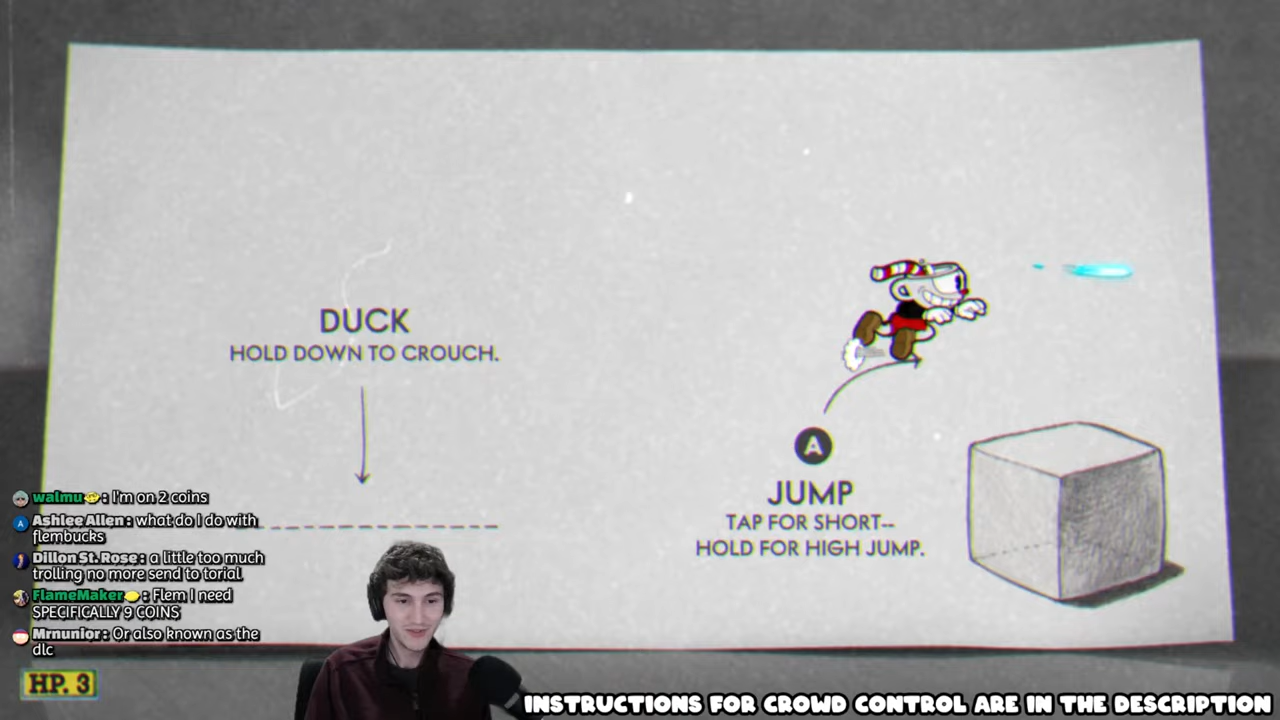 DUCK
HOLD DOWN TO CROUCH.
A
JUMP
TAP FOR SHORT--
HOLD FOR HIGH JUMP.
walmu: I'm on 2 coins
Ashlee Allen: what do I do with
flembucks
Dillon St. Rose: a little too much
trolling no more send to torial
FlameMaker: Flem I need
SPECIFICALLY 9 COINS
Mrnunior: Or also known as the
dlc
HP. 3
INSTRUCTIONS FOR CROWD CONTROL ARE IN THE DESCRIPTION